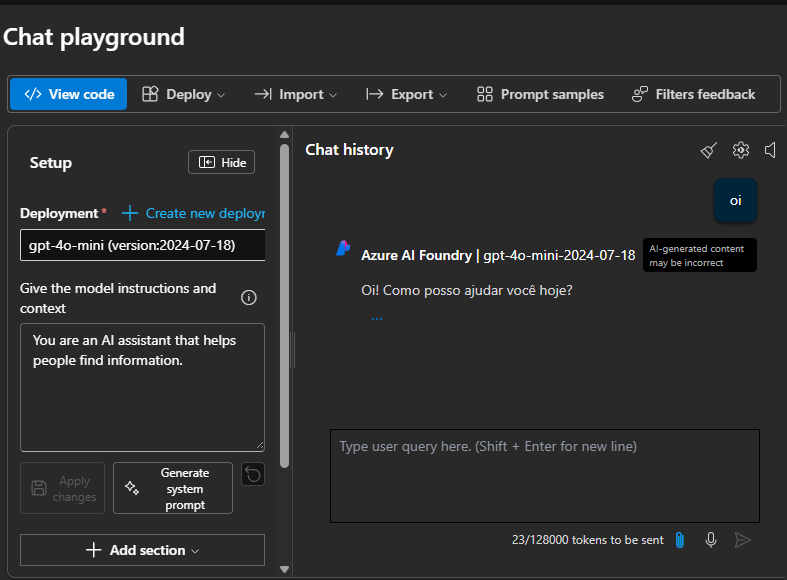 Chat playground
</> View code
Deploy
Import
Export
Prompt samples
Filters feedback
Setup
Hide
Deployment *
Create new deployr
gpt-4o-mini (version:2024-07-18)
Give the model instructions and
context
You are an AI assistant that helps
people find information.
Apply
changes
Generate
system
prompt
Add section
Chat history
oi
Azure AI Foundry | gpt-4o-mini-2024-07-18
AI-generated content
may be incorrect
Oi! Como posso ajudar você hoje?
...
Type user query here. (Shift + Enter for new line)
23/128000 tokens to be sent